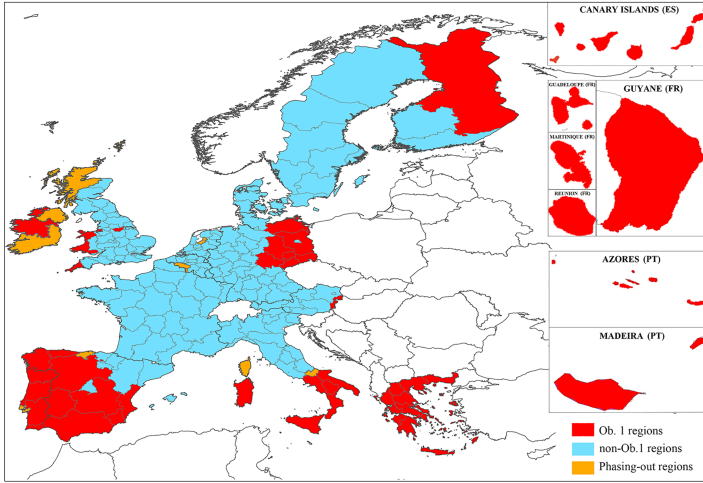 CANARY ISLANDS (ES)
GUADELOUPE (FR)
GUYANE (FR)
MARTINIQUE (FR)
REUNION (FR)
AZORES (PT)
MADEIRA (PT)
Ob. 1 regions
non-Ob.1 regions
Phasing-out regions